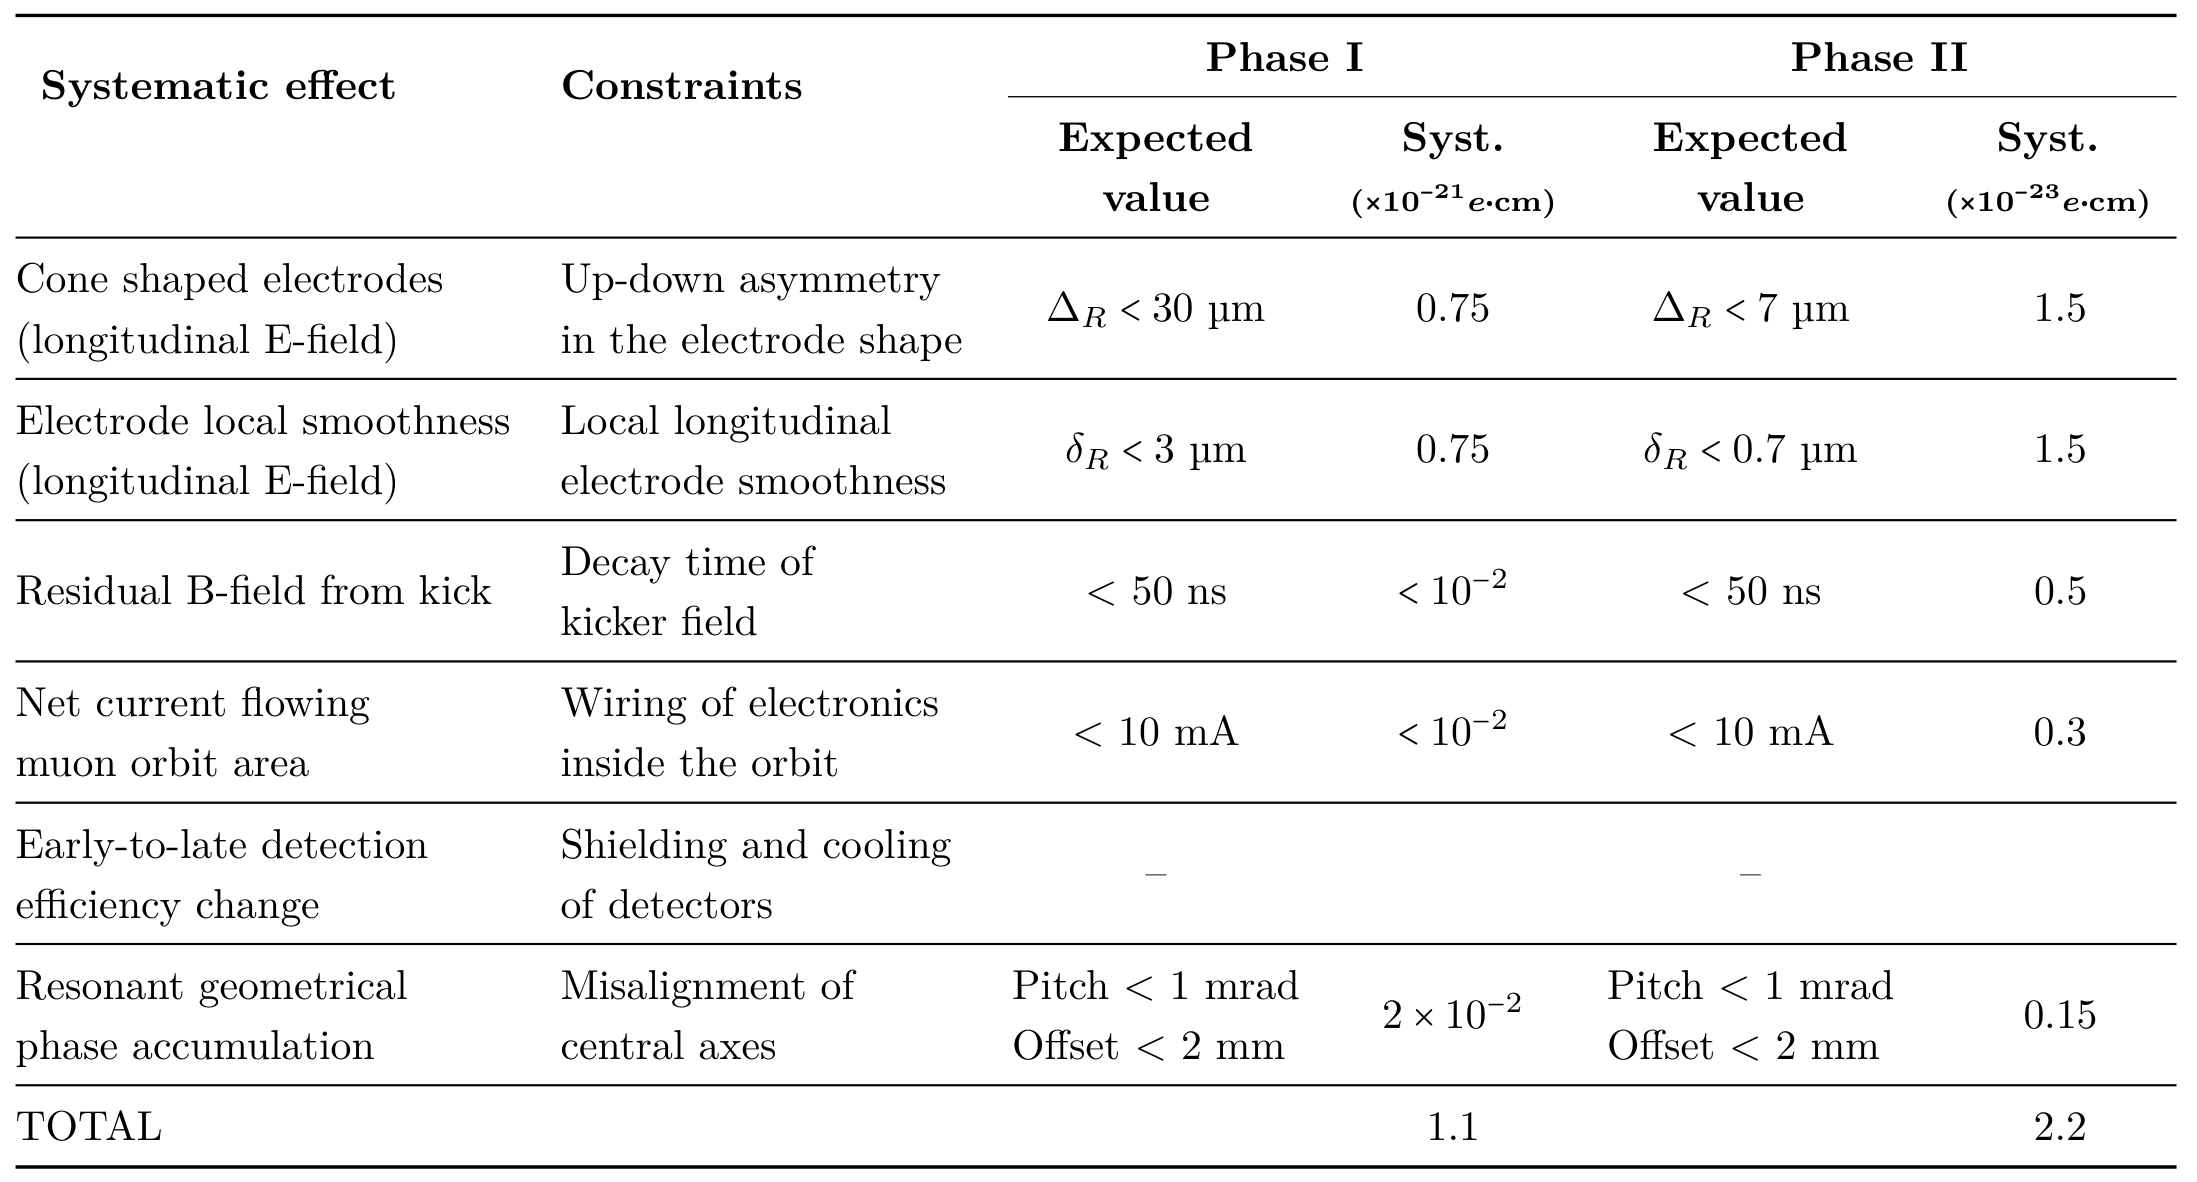 Systematic effect Constraints Phase I Phase II
Expected Syst. Expected Syst.
value (×10⁻²¹e·cm) value (×10⁻²³e·cm)
Cone shaped electrodes Up-down asymmetry
(longitudinal E-field) in the electrode shape Δ_R < 30 µm 0.75 Δ_R < 7 µm 1.5
Electrode local smoothness Local longitudinal
(longitudinal E-field) electrode smoothness δ_R < 3 µm 0.75 δ_R < 0.7 µm 1.5
Residual B-field from kick Decay time of
kicker field < 50 ns < 10⁻² < 50 ns 0.5
Net current flowing Wiring of electronics
muon orbit area inside the orbit < 10 mA < 10⁻² < 10 mA 0.3
Early-to-late detection Shielding and cooling
efficiency change of detectors – –
Resonant geometrical Misalignment of Pitch < 1 mrad Pitch < 1 mrad
phase accumulation central axes Offset < 2 mm 2 × 10⁻² Offset < 2 mm 0.15
TOTAL 1.1 2.2